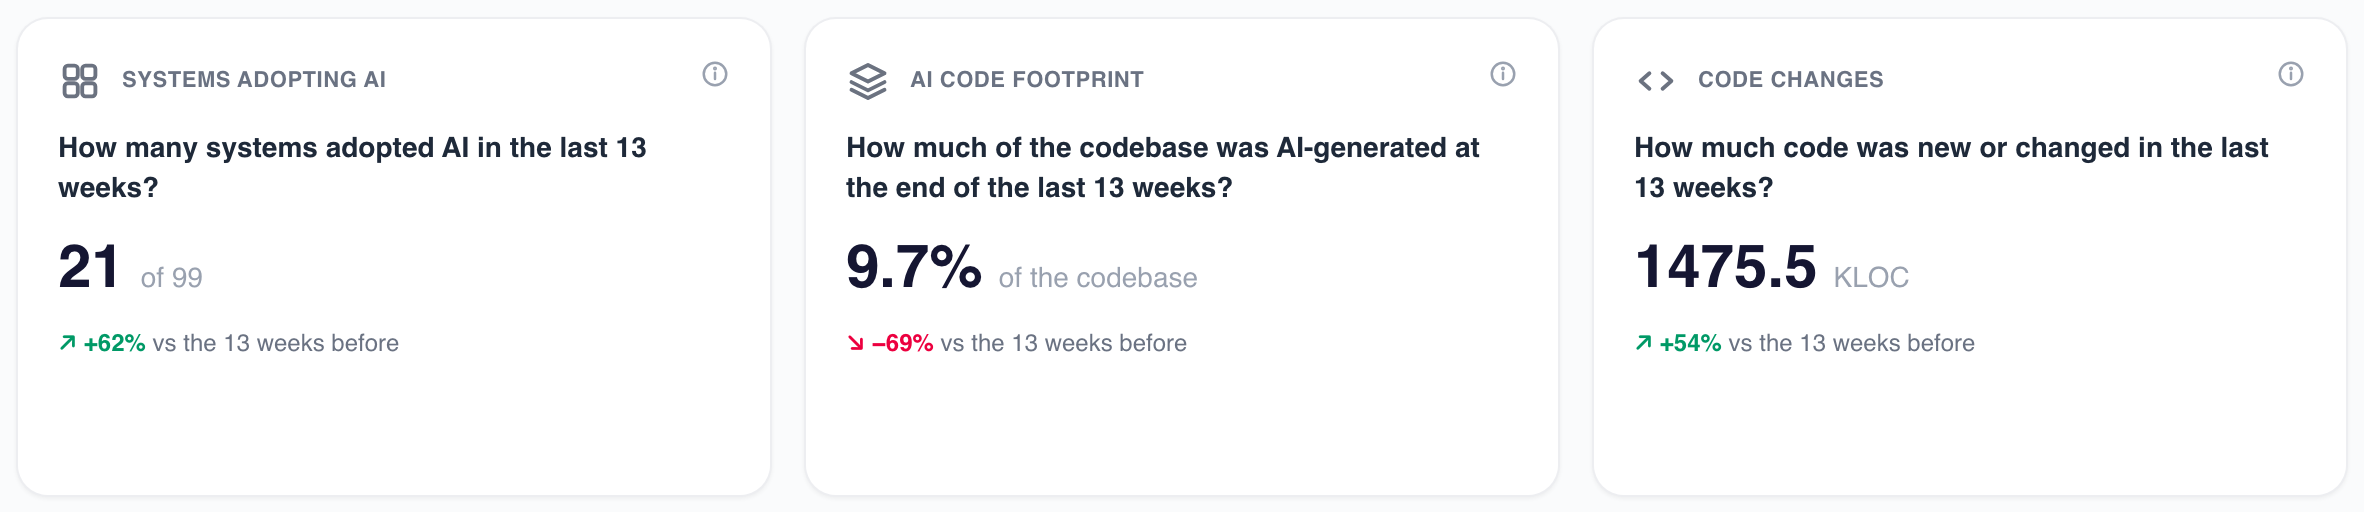 SYSTEMS ADOPTING AI
How many systems adopted AI in the last 13
weeks?
21 of 99
+62% vs the 13 weeks before
AI CODE FOOTPRINT
How much of the codebase was AI-generated at
the end of the last 13 weeks?
9.7% of the codebase
–69% vs the 13 weeks before
CODE CHANGES
How much code was new or changed in the last
13 weeks?
1475.5 KLOC
+54% vs the 13 weeks before